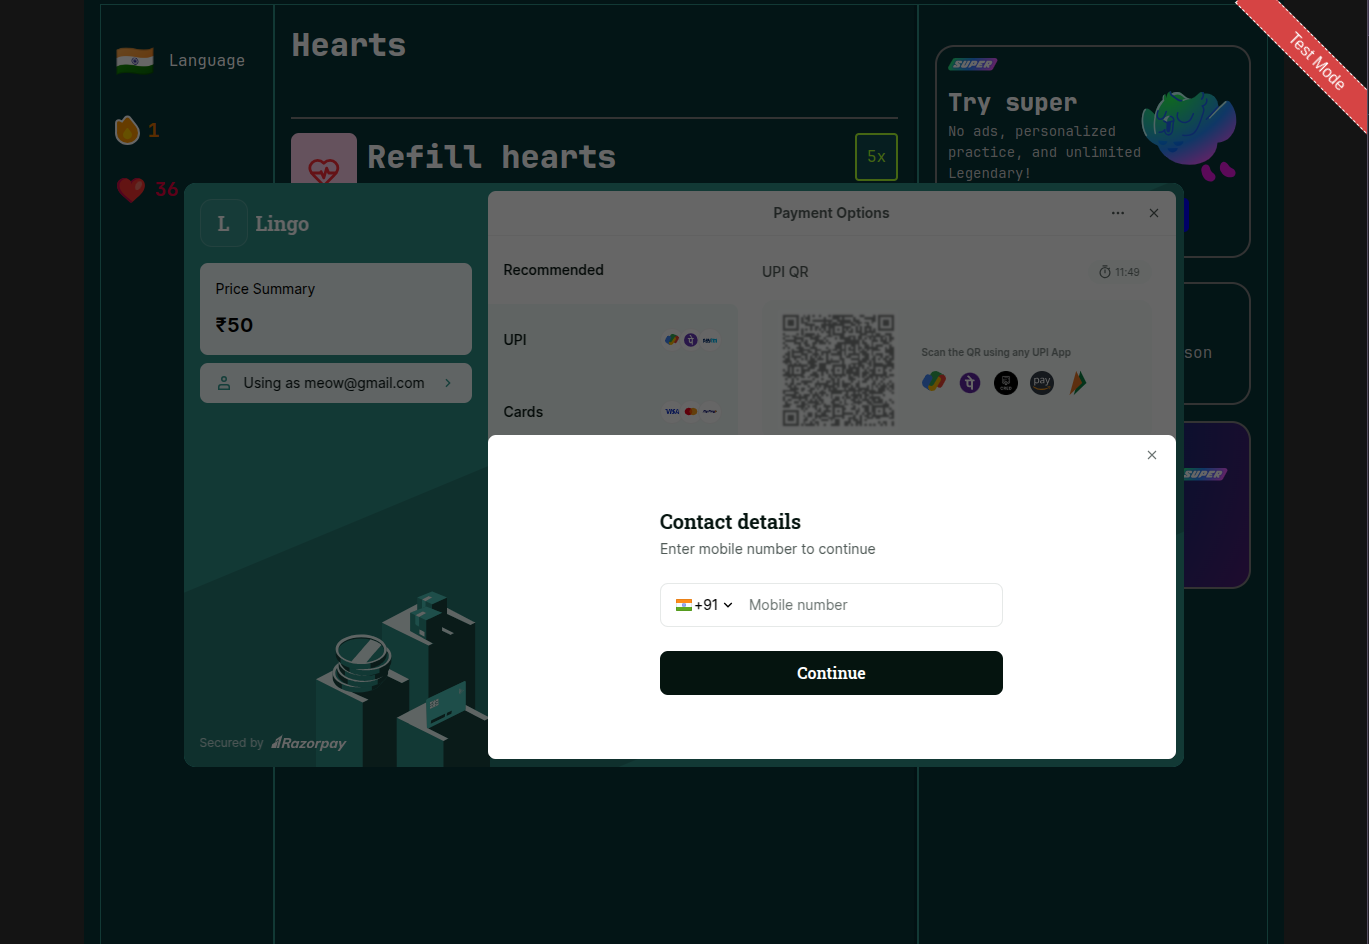 Language
1
36
Hearts
Refill hearts
5x
SUPER
Try super
No ads, personalized
practice, and unlimited
Legendary!
Test Mode
son
SUPER
L
Lingo
Price Summary
₹50
Using as meow@gmail.com
Secured by Razorpay
Payment Options
Recommended
UPI
Cards
VISA
UPI QR
11:49
Scan the QR using any UPI App
pay
Contact details
Enter mobile number to continue
+91 Mobile number
Continue